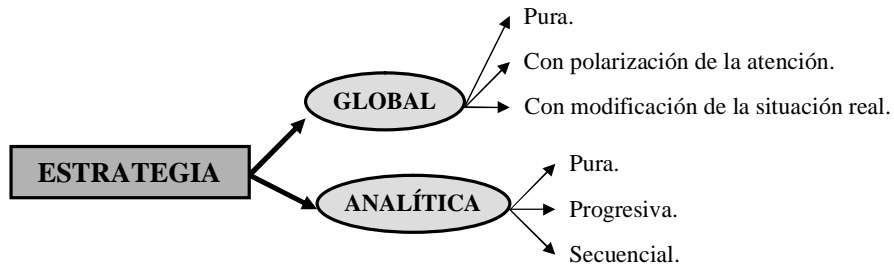 Pura.
Con polarización de la atención.
GLOBAL
Con modificación de la situación real.
ESTRATEGIA
Pura.
ANALÍTICA
Progresiva.
Secuencial.